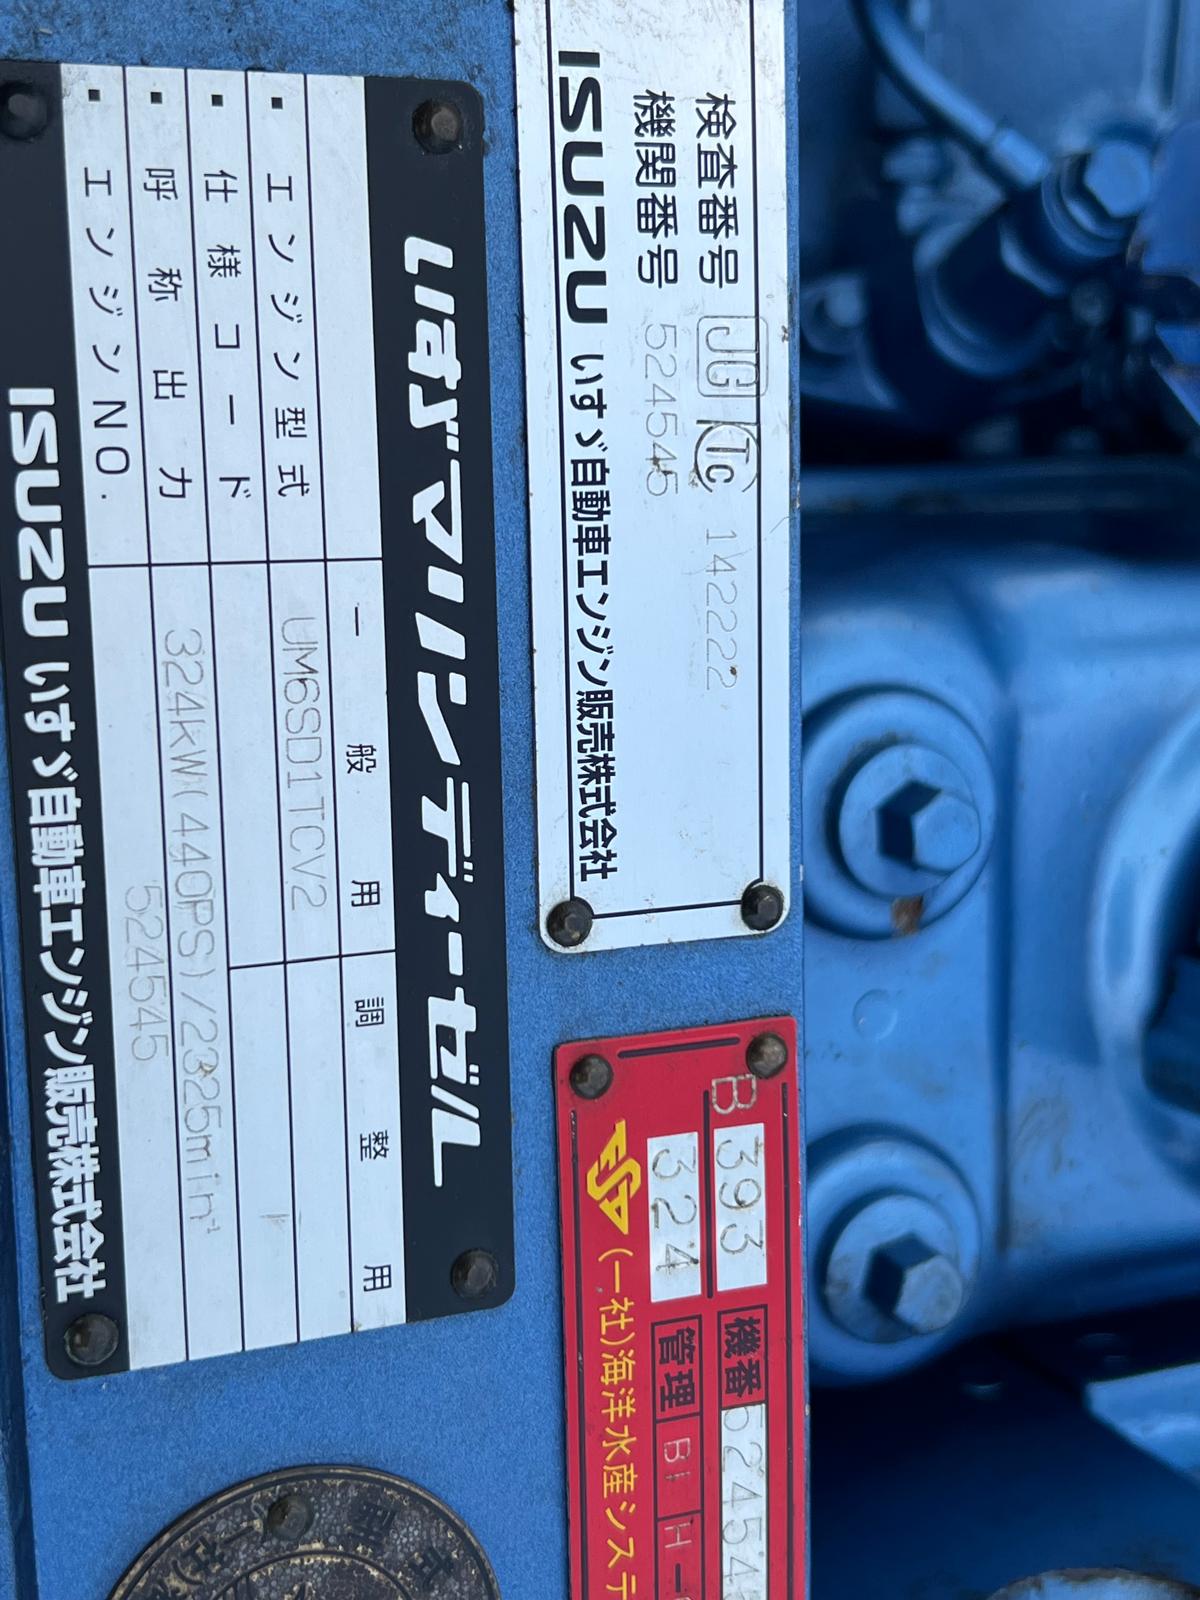 検査番号 JCI TC 14222
機関番号 524545
ISUZU いすゞ自動車エンジン販売株式会社
いすゞマリンディーゼル
一般用 調整用
・エンジン型式 UM6SD1TCV2
・仕様コード
・呼称出力 324kW(440PS)/2325min⁻¹
・エンジンNO. 524545
ISUZU いすゞ自動車エンジン販売株式会社
B 393 機番 52454
324 管理 H
(一社)海洋水産システ